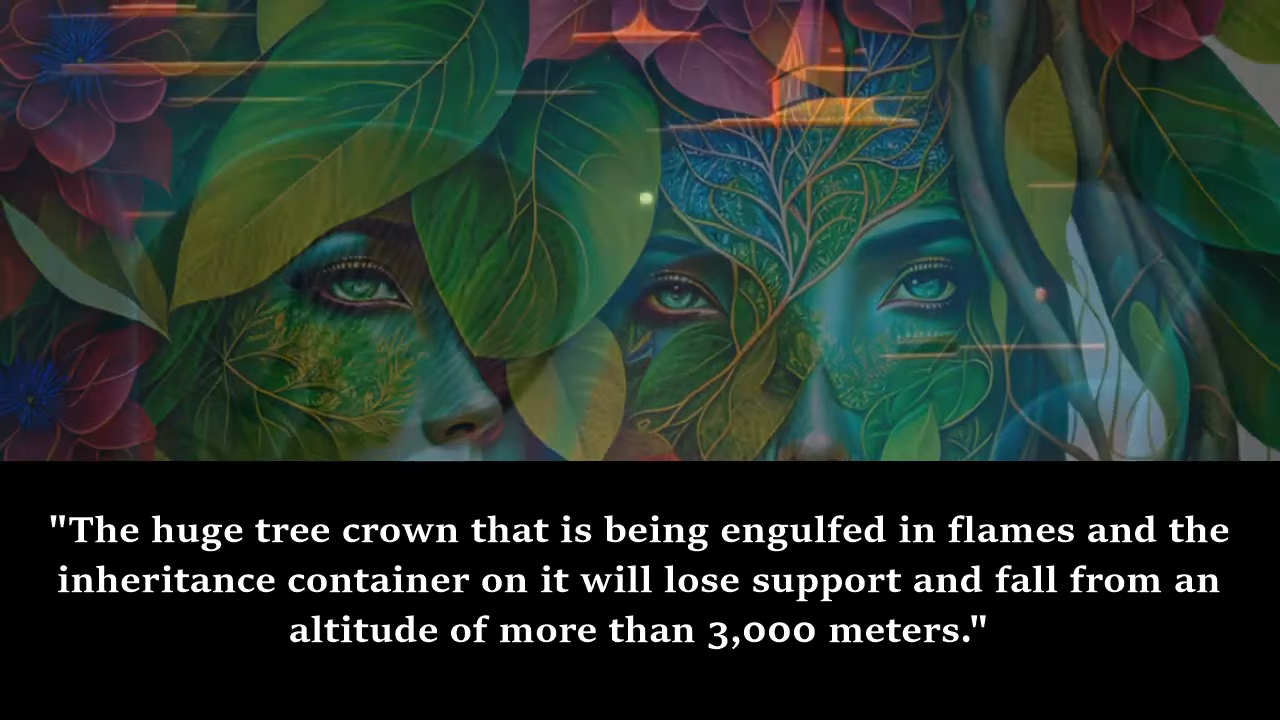 "The huge tree crown that is being engulfed in flames and the
inheritance container on it will lose support and fall from an
altitude of more than 3,000 meters."